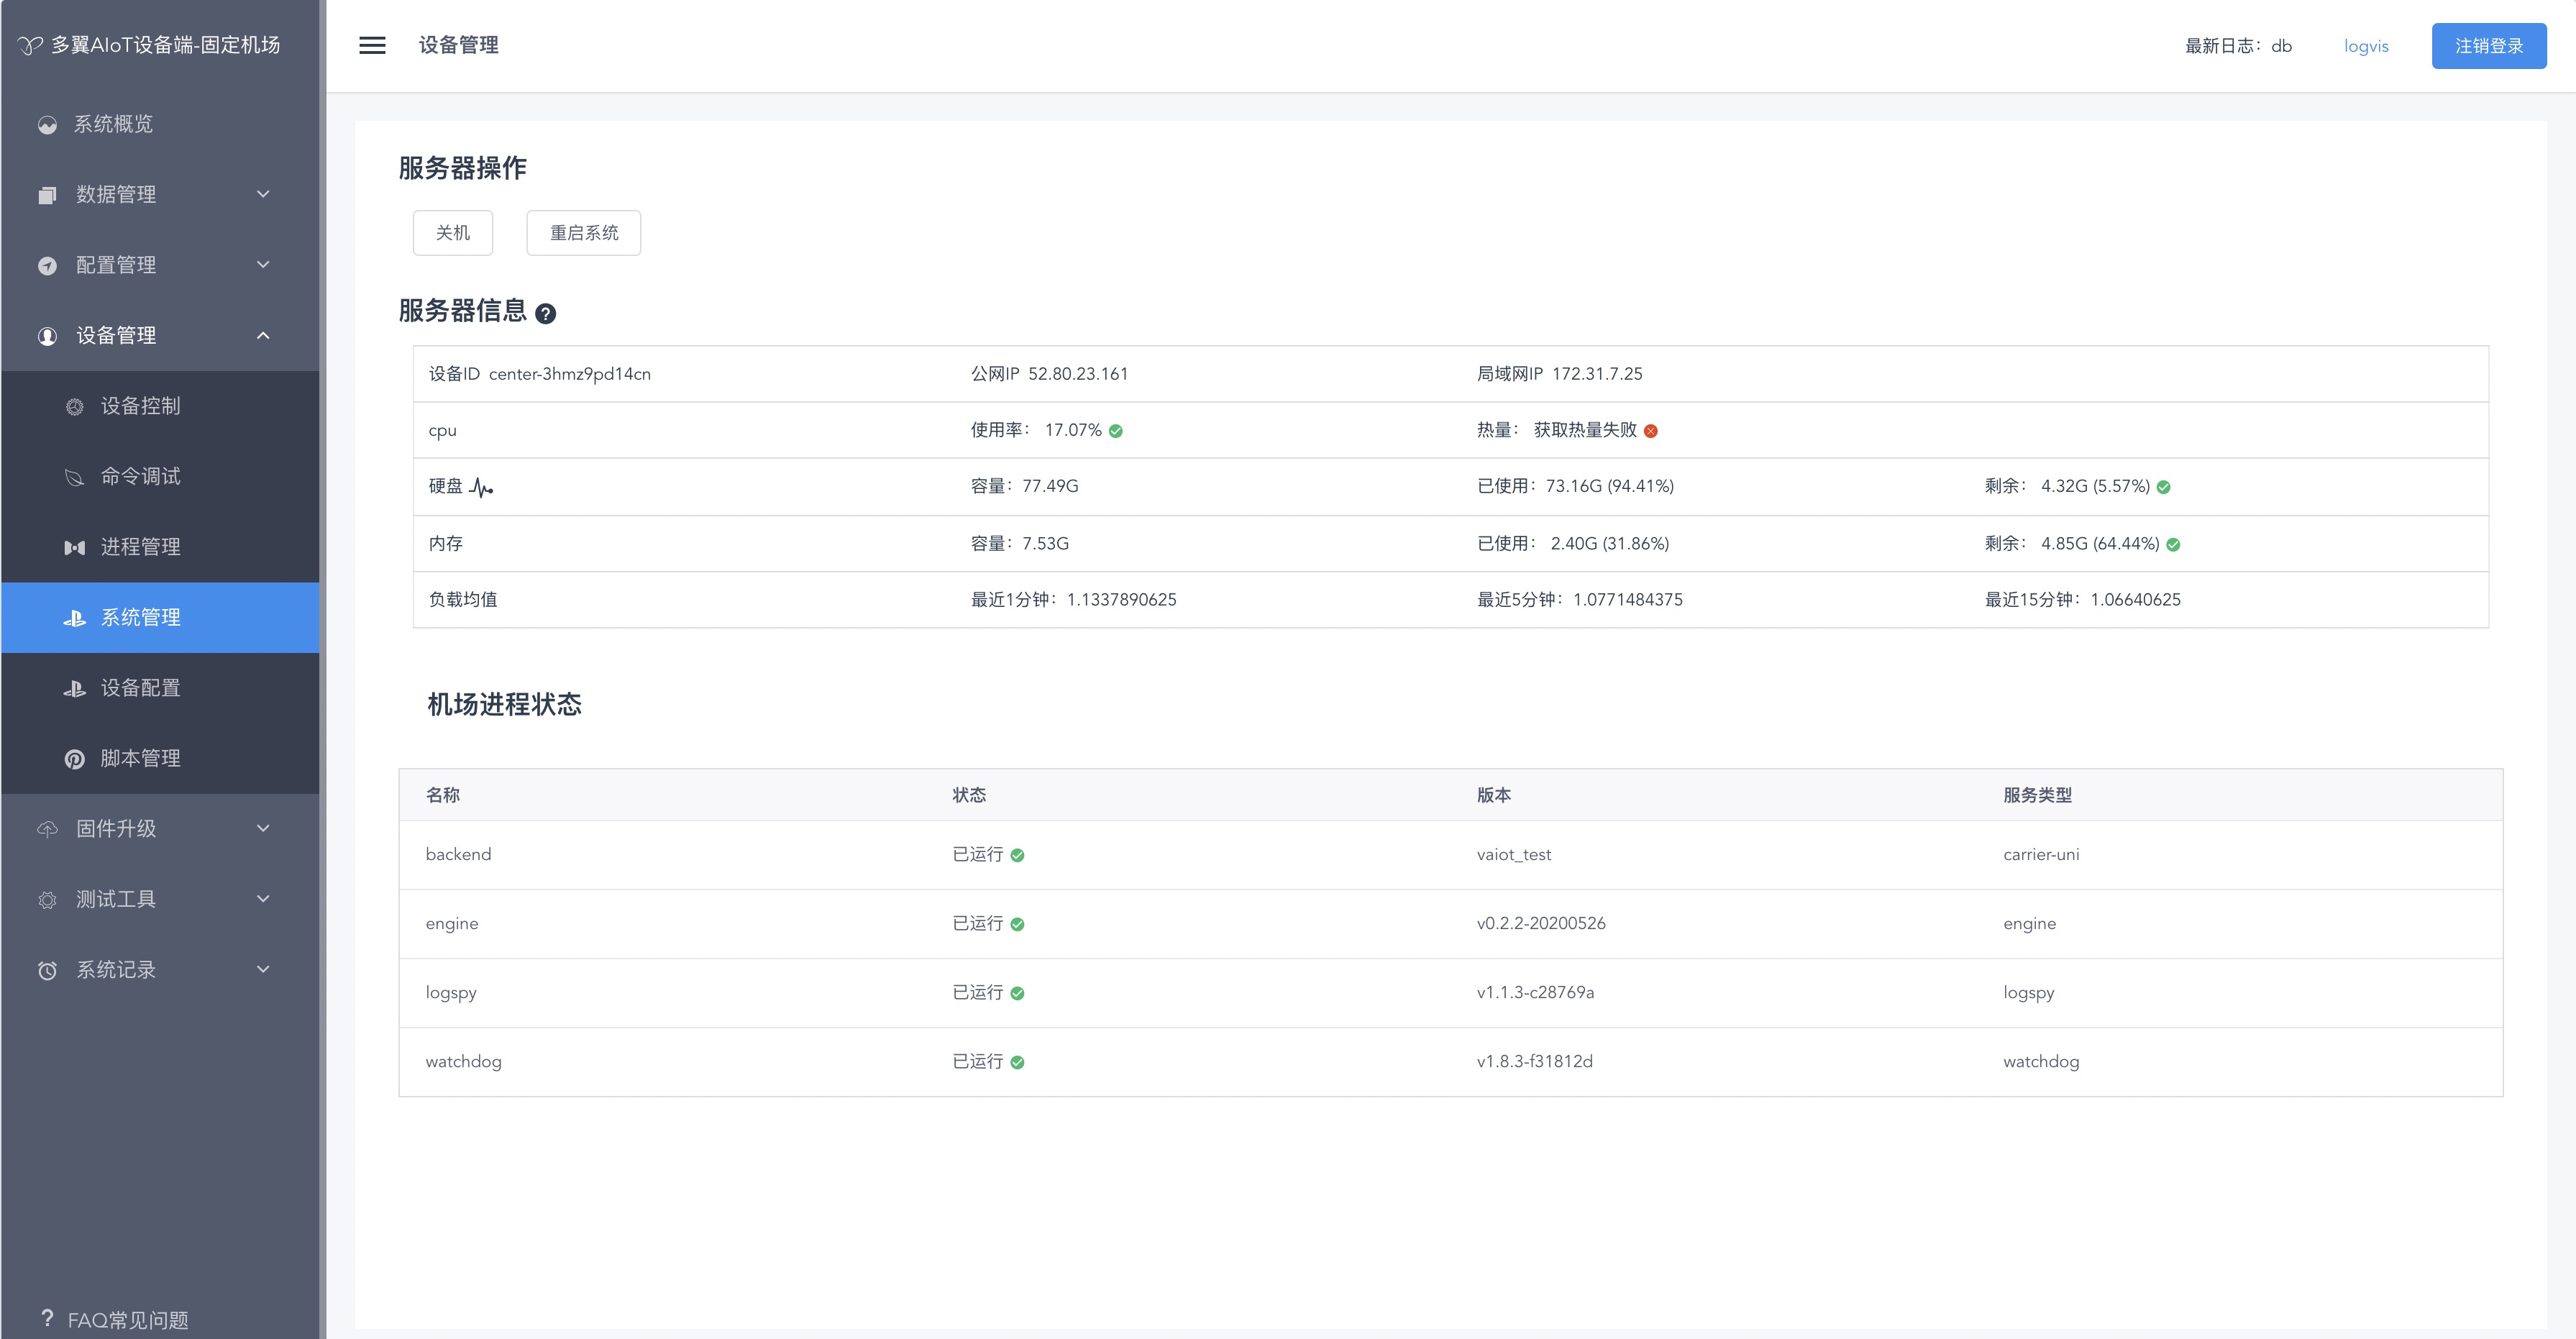 多翼AIoT设备端-固定机场
设备管理
最新日志：db
logvis
注销登录
系统概览
数据管理
配置管理
设备管理
设备控制
命令调试
进程管理
系统管理
设备配置
脚本管理
固件升级
测试工具
系统记录
? FAQ常见问题
服务器操作
关机 重启系统
服务器信息 ?
设备ID center-3hmz9pd14cn 公网IP 52.80.23.161 局域网IP 172.31.7.25
cpu 使用率： 17.07% 热量： 获取热量失败
硬盘 容量：77.49G 已使用：73.16G (94.41%) 剩余： 4.32G (5.57%)
内存 容量：7.53G 已使用： 2.40G (31.86%) 剩余： 4.85G (64.44%)
负载均值 最近1分钟：1.1337890625 最近5分钟：1.0771484375 最近15分钟：1.06640625
机场进程状态
名称 状态 版本 服务类型
backend 已运行 vaiot_test carrier-uni
engine 已运行 v0.2.2-20200526 engine
logspy 已运行 v1.1.3-c28769a logspy
watchdog 已运行 v1.8.3-f31812d watchdog